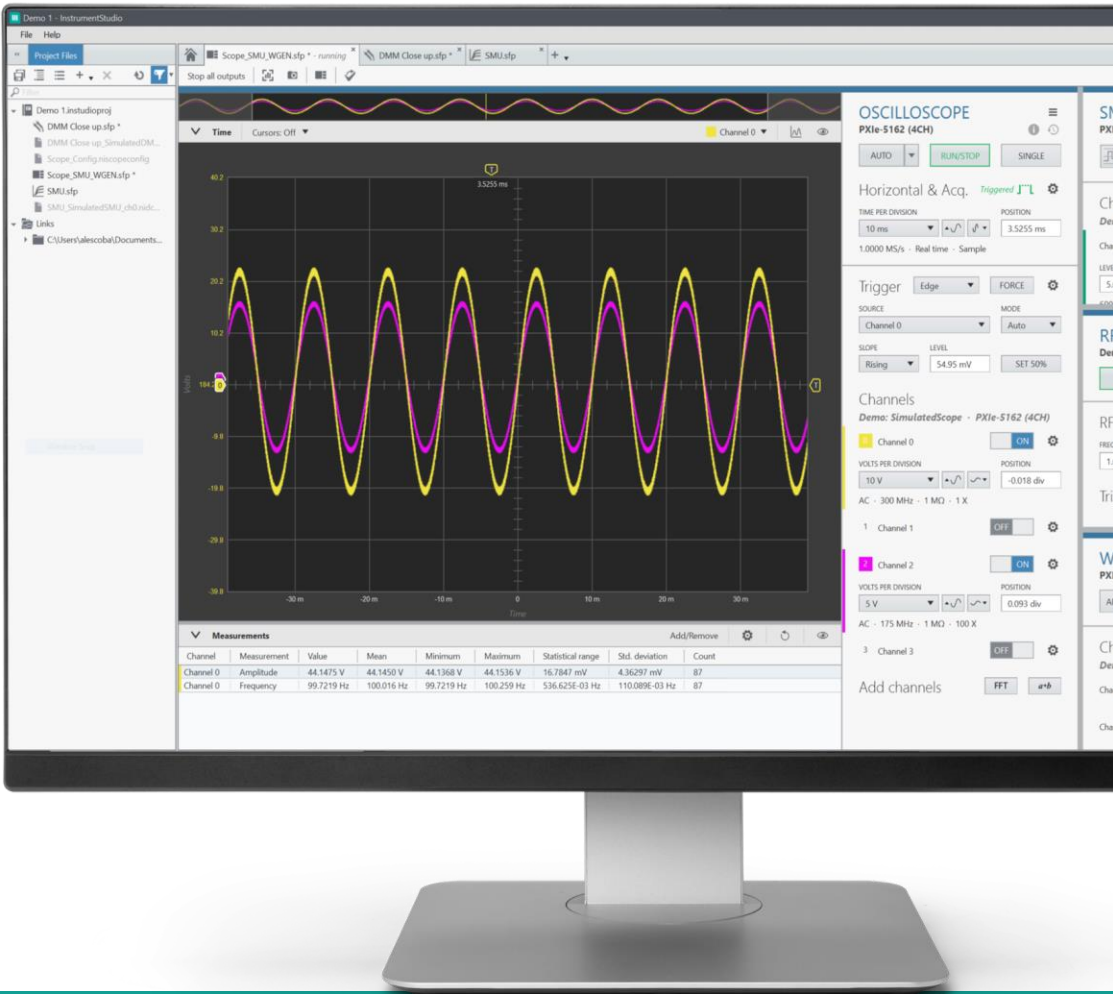 Demo 1 - InstrumentStudio
File Help
Project Files
Scope_SMU_WGEN.sfp * - running
DMM Close up.sfp *
SMU.sfp *
Stop all outputs
Filter
Demo 1.instudioproj
DMM Close up.sfp *
DMM Close up_SimulatedDM...
Scope_Config.niscopeconfig
Scope_SMU_WGEN.sfp *
SMU.sfp
SMU_SimulatedSMU_ch0.nidc...
Links
C:\Users\alescoba\Documents...
Time Cursors: Off Channel 0
T
3.5255 ms
40.2
30.2
20.2
10.2
0
T
-9.8
-19.8
-29.8
-39.8
Volts
-30 m -20 m -10 m 0 10 m 20 m 30 m
Time
Measurements Add/Remove
Channel Measurement Value Mean Minimum Maximum Statistical range Std. deviation Count
Channel 0 Amplitude 44.1475 V 44.1450 V 44.1368 V 44.1536 V 16.7847 mV 4.36297 mV 87
Channel 0 Frequency 99.7219 Hz 100.016 Hz 99.7219 Hz 100.259 Hz 536.625E-03 Hz 110.089E-03 Hz 87
OSCILLOSCOPE
PXIe-5162 (4CH)
AUTO RUN/STOP SINGLE
Horizontal & Acq. Triggered
TIME PER DIVISION POSITION
10 ms 3.5255 ms
1.0000 MS/s · Real time · Sample
Trigger Edge FORCE
SOURCE MODE
Channel 0 Auto
SLOPE LEVEL
Rising 54.95 mV SET 50%
Channels
Demo: SimulatedScope · PXIe-5162 (4CH)
Channel 0 ON
VOLTS PER DIVISION POSITION
10 V -0.018 div
AC · 300 MHz · 1 MΩ · 1 X
1 Channel 1 OFF
2 Channel 2 ON
VOLTS PER DIVISION POSITION
5 V 0.093 div
AC · 175 MHz · 1 MΩ · 100 X
3 Channel 3 OFF
Add channels FFT a+b